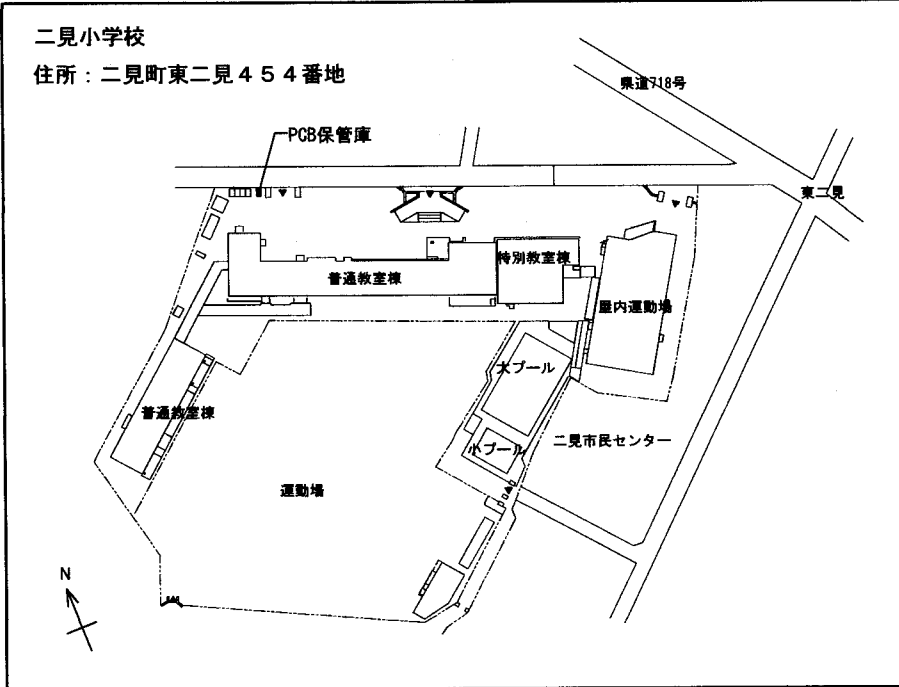 二見小学校
住所：二見町東二見４５４番地
県道718号
PCB保管庫
東二見
特別教室棟
普通教室棟
屋内運動場
大プール
普通教室棟
小プール
二見市民センター
運動場
N